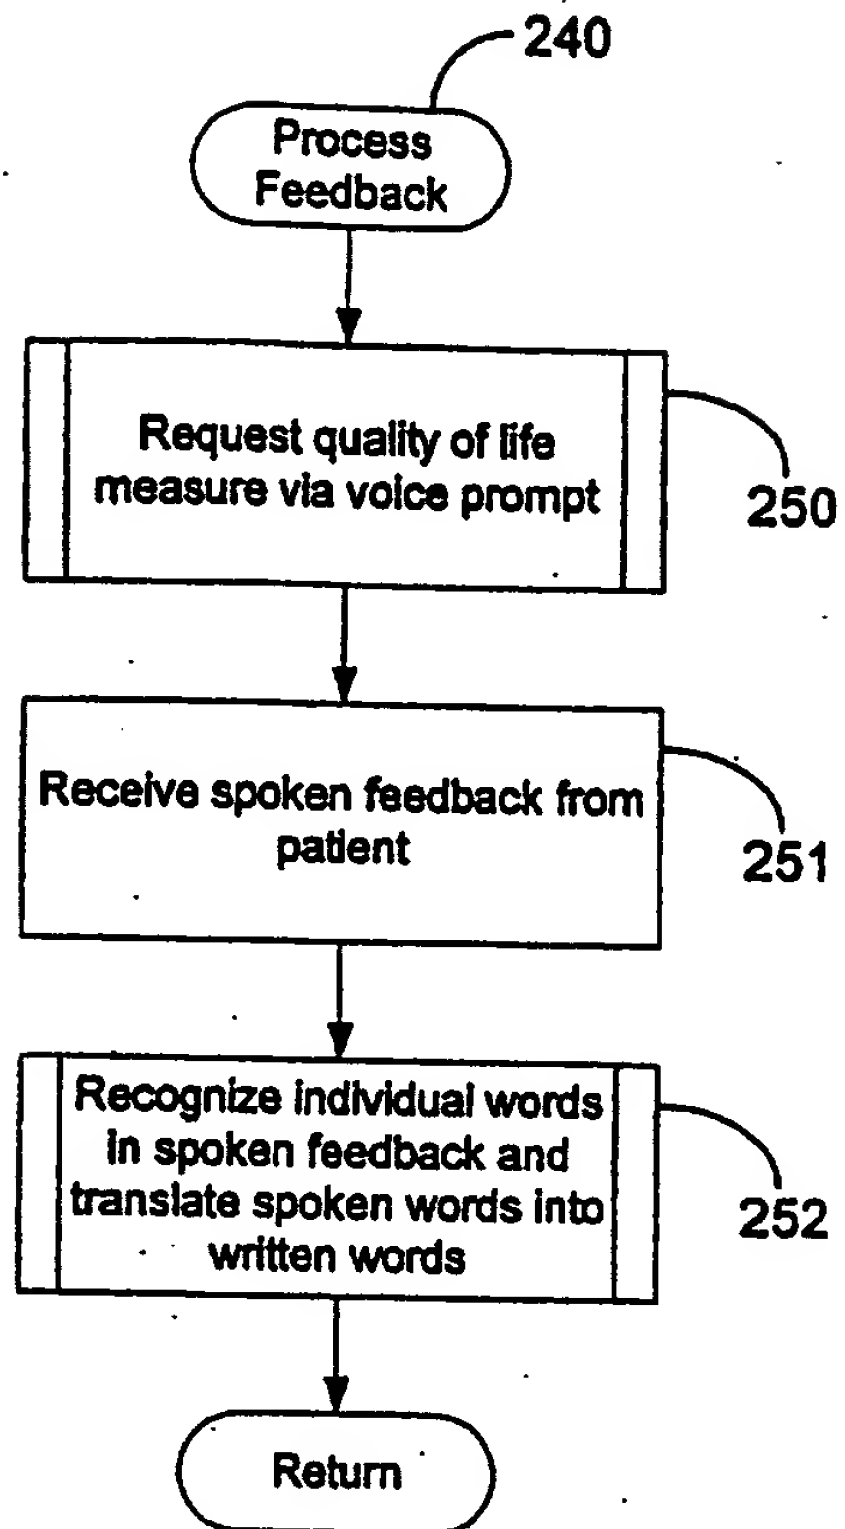 240
Process
Feedback
Request quality of life
measure via voice prompt
250
Receive spoken feedback from
patient
251
Recognize individual words
in spoken feedback and
translate spoken words into
written words
252
Return